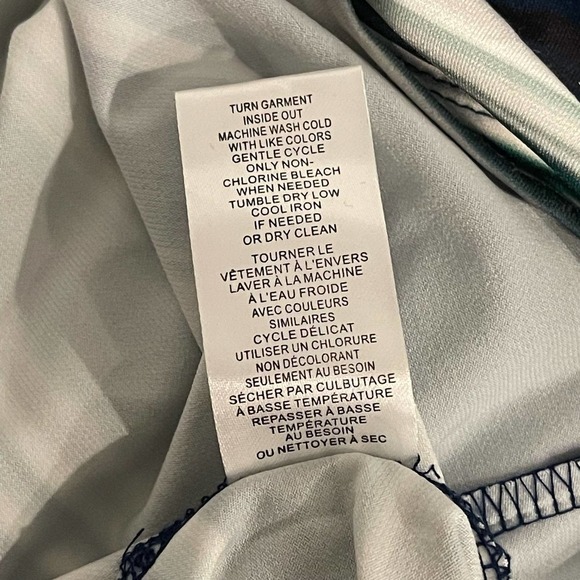 TURN GARMENT
INSIDE OUT
MACHINE WASH COLD
WITH LIKE COLORS
GENTLE CYCLE
ONLY NON-
CHLORINE BLEACH
WHEN NEEDED
TUMBLE DRY LOW
COOL IRON
IF NEEDED
OR DRY CLEAN
TOURNER LE
VÊTEMENT À L'ENVERS
LAVER À LA MACHINE
À L'EAU FROIDE
AVEC COULEURS
SIMILAIRES
CYCLE DÉLICAT
UTILISER UN CHLORURE
NON DÉCOLORANT
SEULEMENT AU BESOIN
SÉCHER PAR CULBUTAGE
À BASSE TEMPÉRATURE
REPASSER À BASSE
TEMPÉRATURE
AU BESOIN
OU NETTOYER À SEC